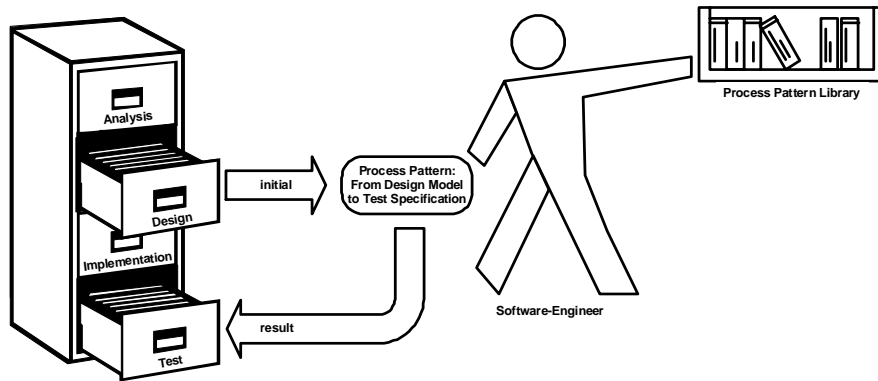 Analysis
Design
Implementation
Test
initial
Process Pattern:
From Design Model
to Test Specification
result
Software-Engineer
Process Pattern Library